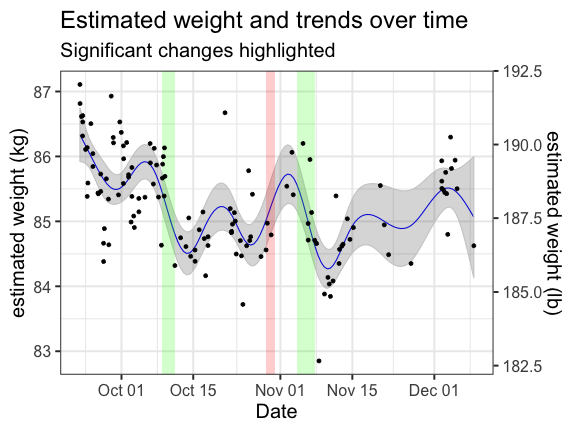 Estimated weight and trends over time
Significant changes highlighted
estimated weight (kg)
87
86
85
84
83
192.5
190.0
187.5
185.0
182.5
estimated weight (lb)
Oct 01
Oct 15
Nov 01
Nov 15
Dec 01
Date